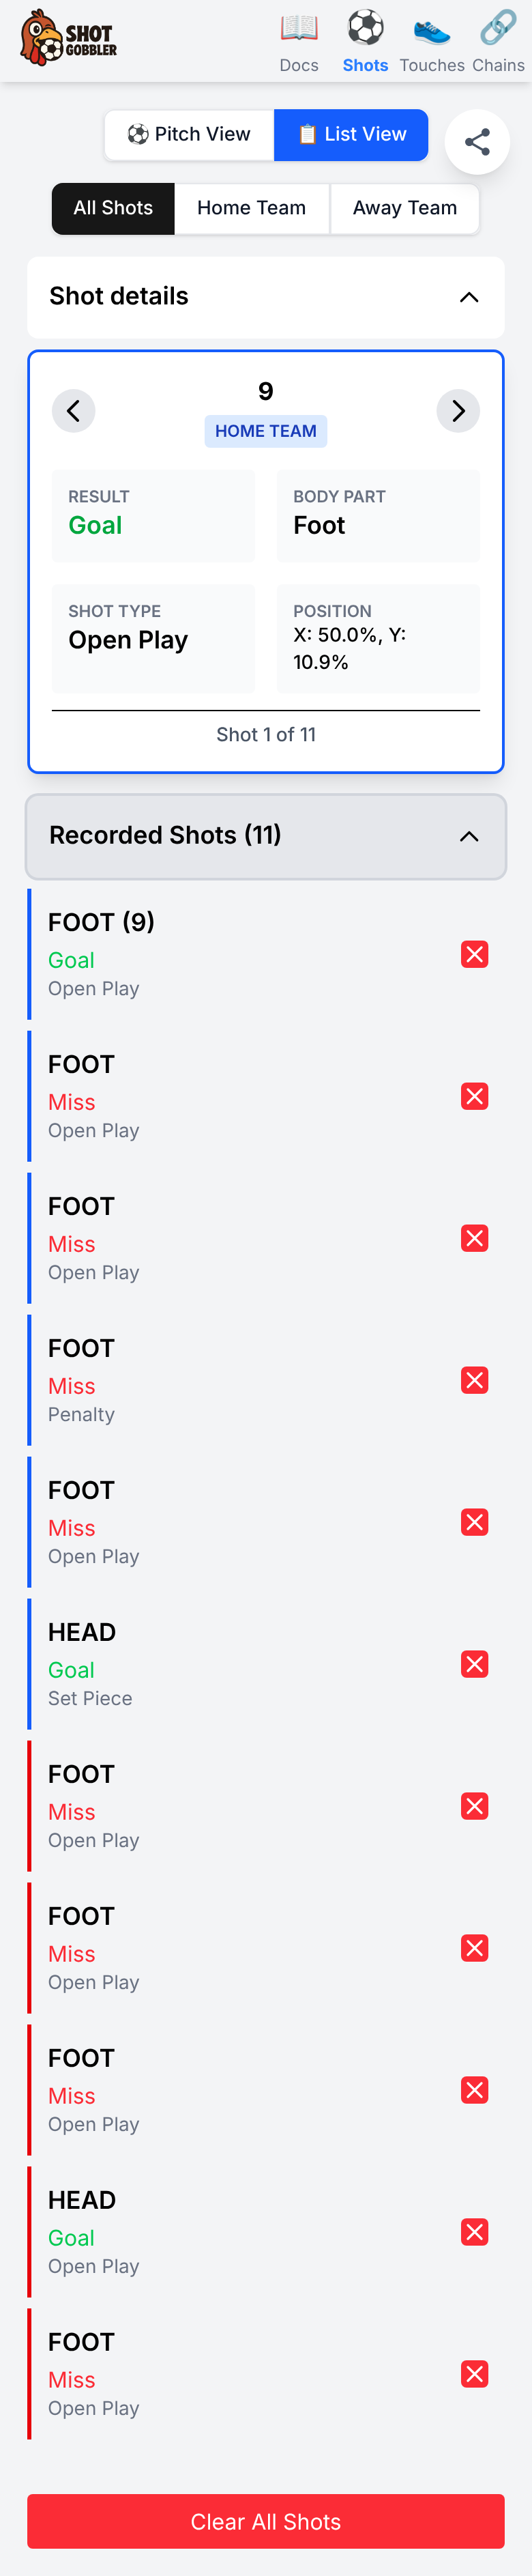 SHOT
GOBBLER
Docs
Shots
Touches
Chains
Pitch View
List View
All Shots
Home Team
Away Team
Shot details
9
HOME TEAM
RESULT
Goal
BODY PART
Foot
SHOT TYPE
Open Play
POSITION
X: 50.0%, Y:
10.9%
Shot 1 of 11
Recorded Shots (11)
FOOT (9)
Goal
Open Play
FOOT
Miss
Open Play
FOOT
Miss
Open Play
FOOT
Miss
Penalty
FOOT
Miss
Open Play
HEAD
Goal
Set Piece
FOOT
Miss
Open Play
FOOT
Miss
Open Play
FOOT
Miss
Open Play
HEAD
Goal
Open Play
FOOT
Miss
Open Play
Clear All Shots